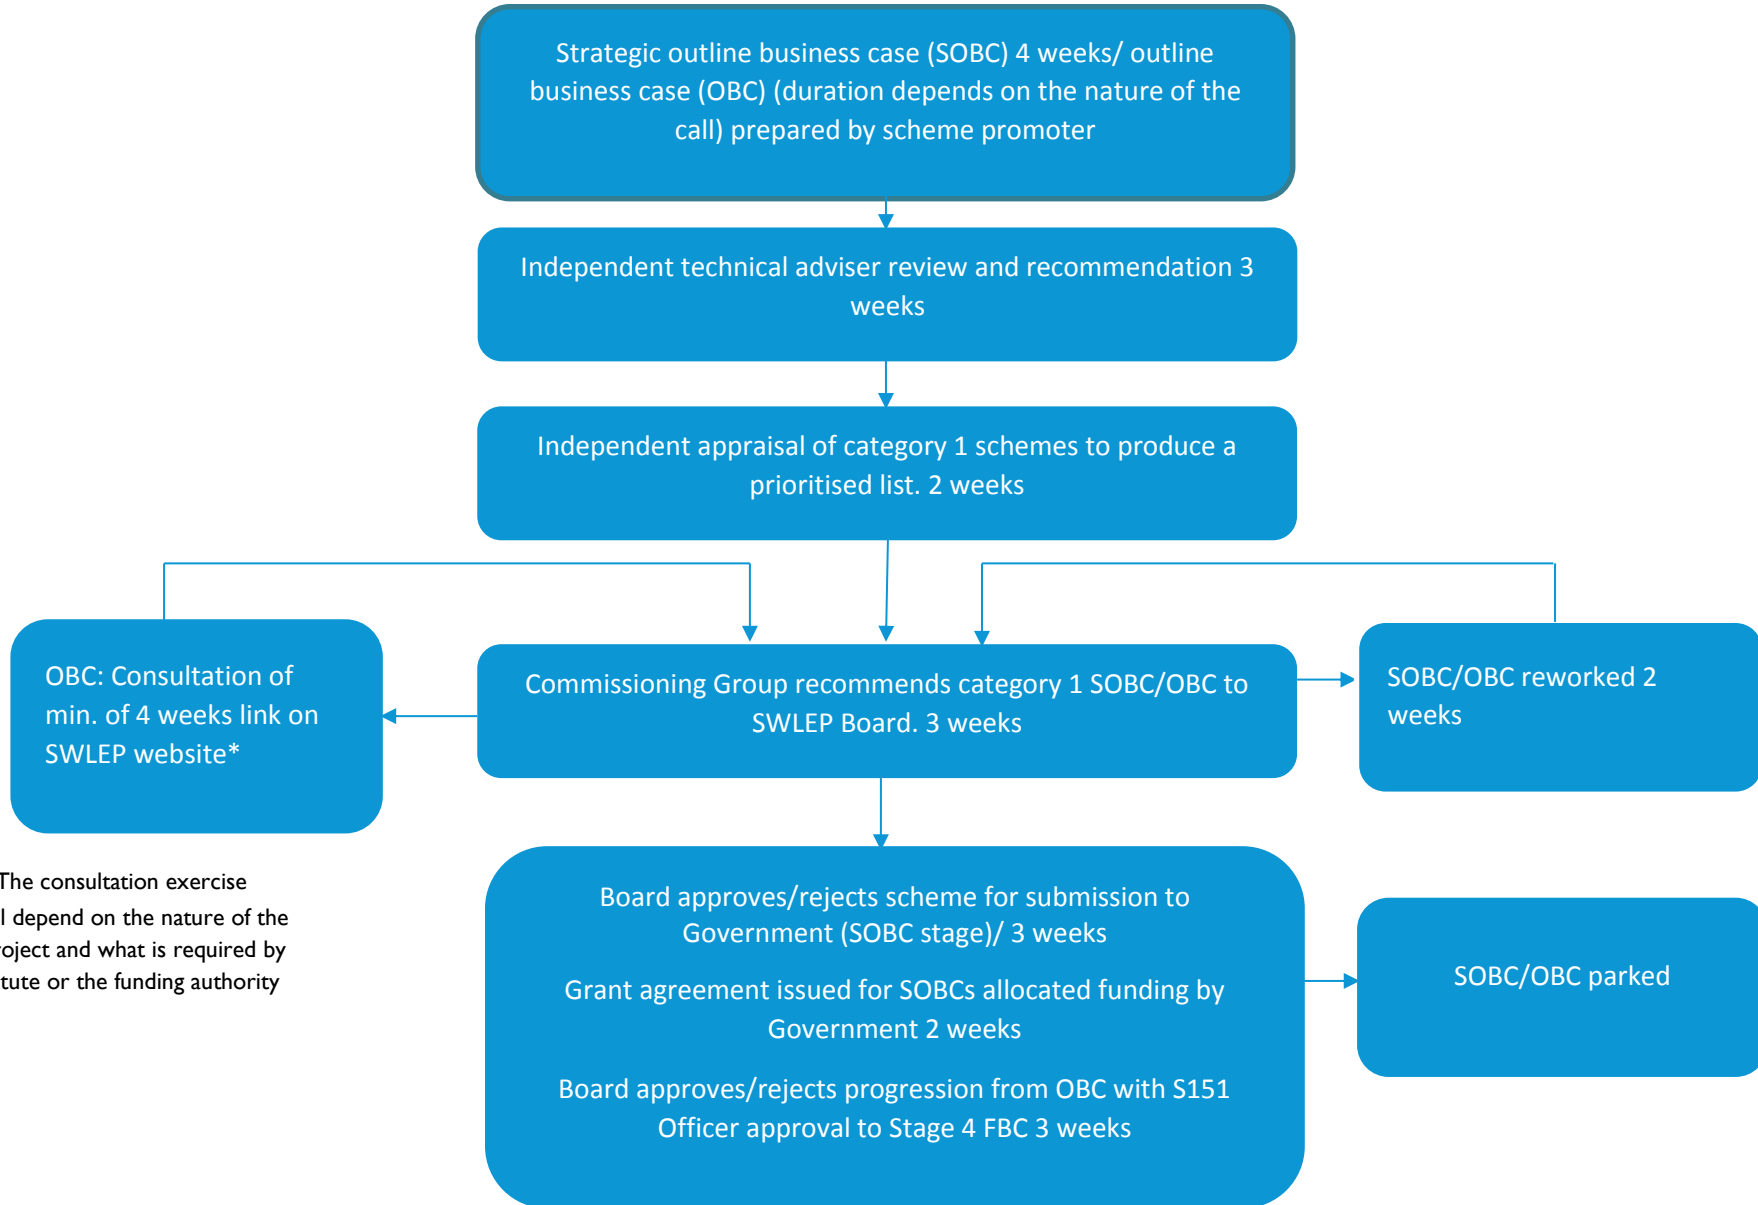 Strategic outline business case (SOBC) 4 weeks/ outline
business case (OBC) (duration depends on the nature of the
call) prepared by scheme promoter
Independent technical adviser review and recommendation 3
weeks
Independent appraisal of category 1 schemes to produce a
prioritised list. 2 weeks
OBC: Consultation of
min. of 4 weeks link on
SWLEP website*
Commissioning Group recommends category 1 SOBC/OBC to
SWLEP Board. 3 weeks
SOBC/OBC reworked 2
weeks
The consultation exercise
depend on the nature of the
and what is required by
or the funding authority
Board approves/rejects scheme for submission to
Government (SOBC stage)/ 3 weeks
Grant agreement issued for SOBCs allocated funding by
Government 2 weeks
Board approves/rejects progression from OBC with S151
Officer approval to Stage 4 FBC 3 weeks
SOBC/OBC parked